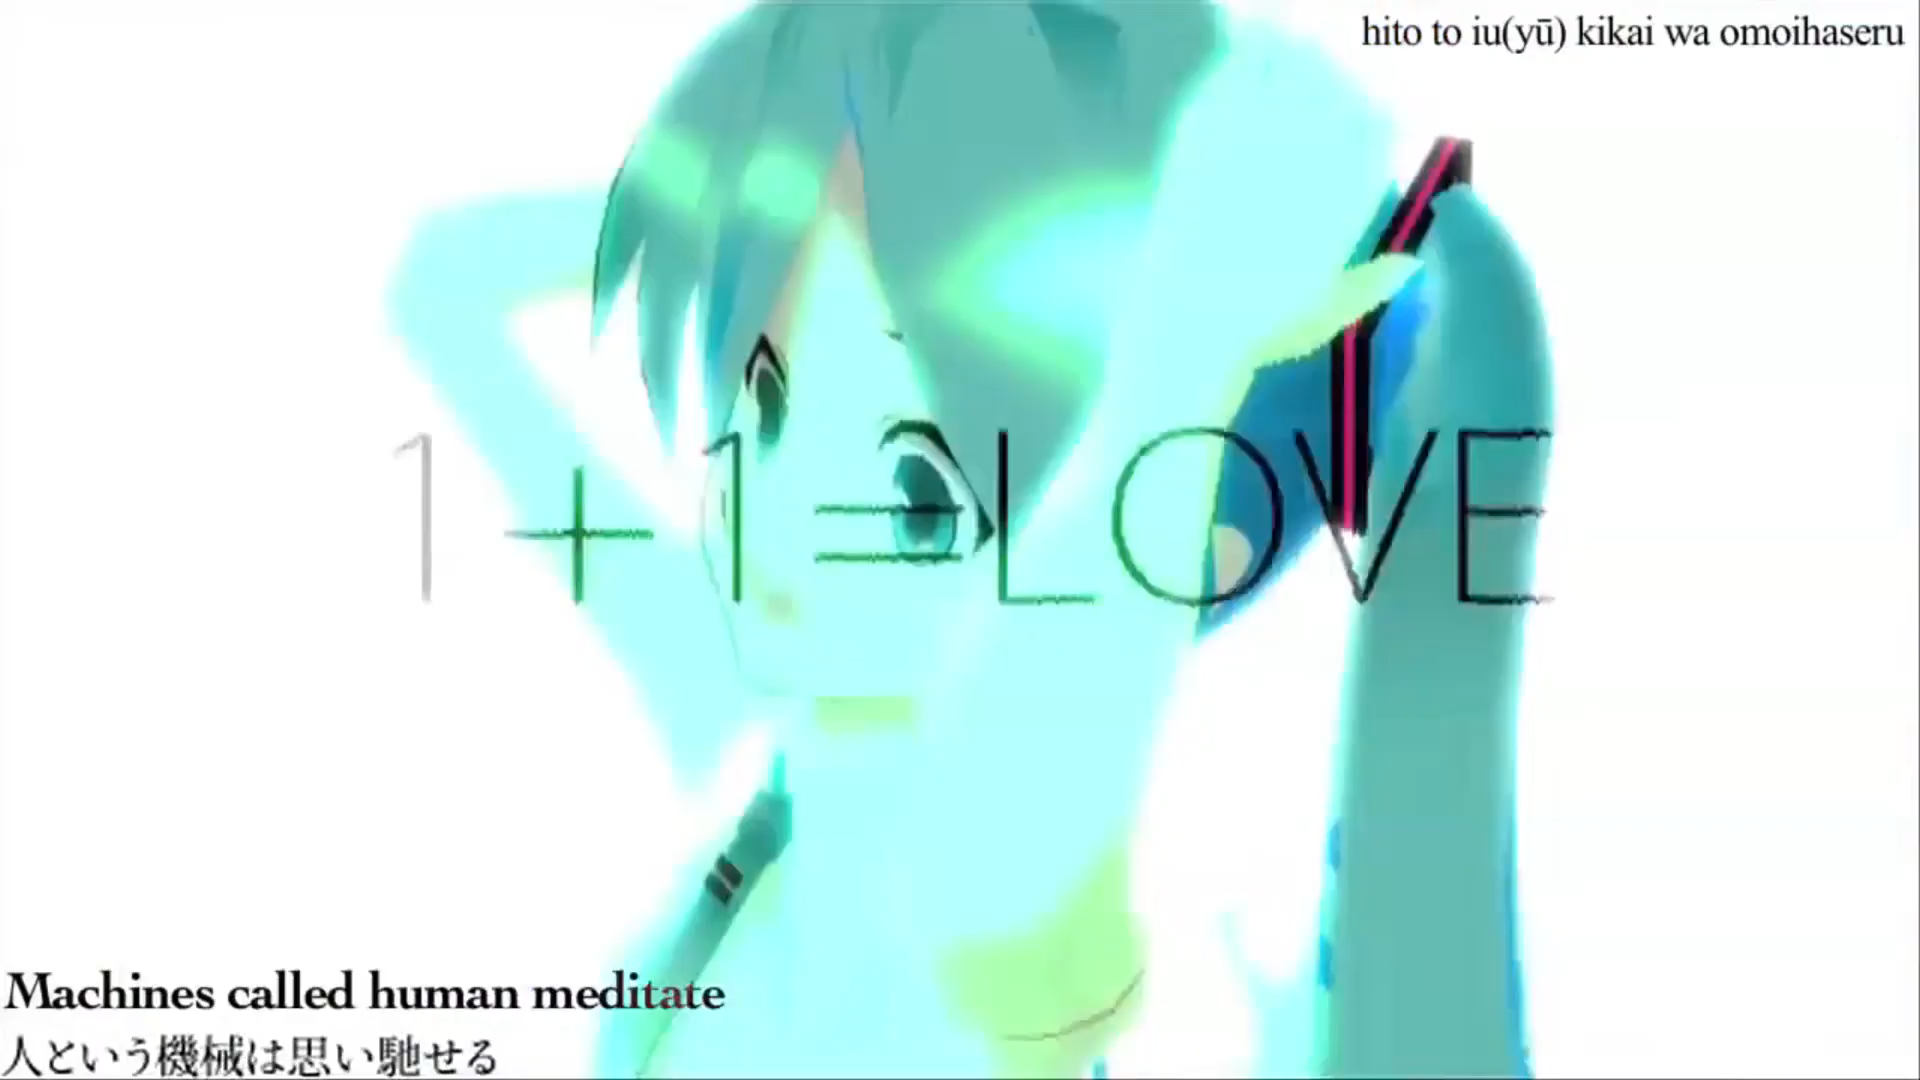 hito to iu(yū) kikai wa omoihaseru
1+1=LOVE
Machines called human meditate
人という機械は思い馳せる